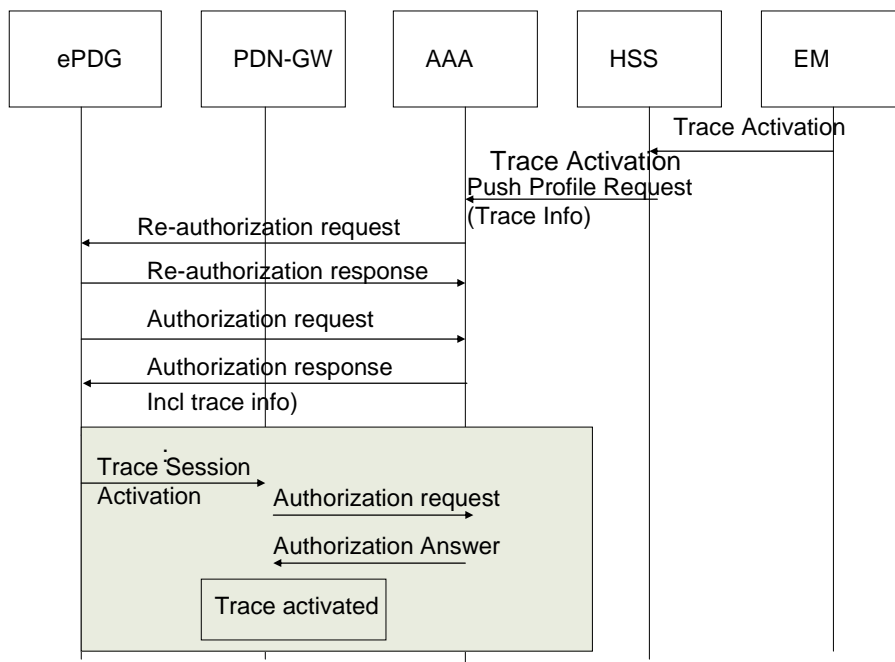 ePDG PDN-GW AAA HSS EM
Trace Activation
Trace Activation
Push Profile Request
(Trace Info)
Re-authorization request
Re-authorization response
Authorization request
Authorization response
Incl trace info)
:
Trace Session
Activation
Authorization request
Authorization Answer
Trace activated